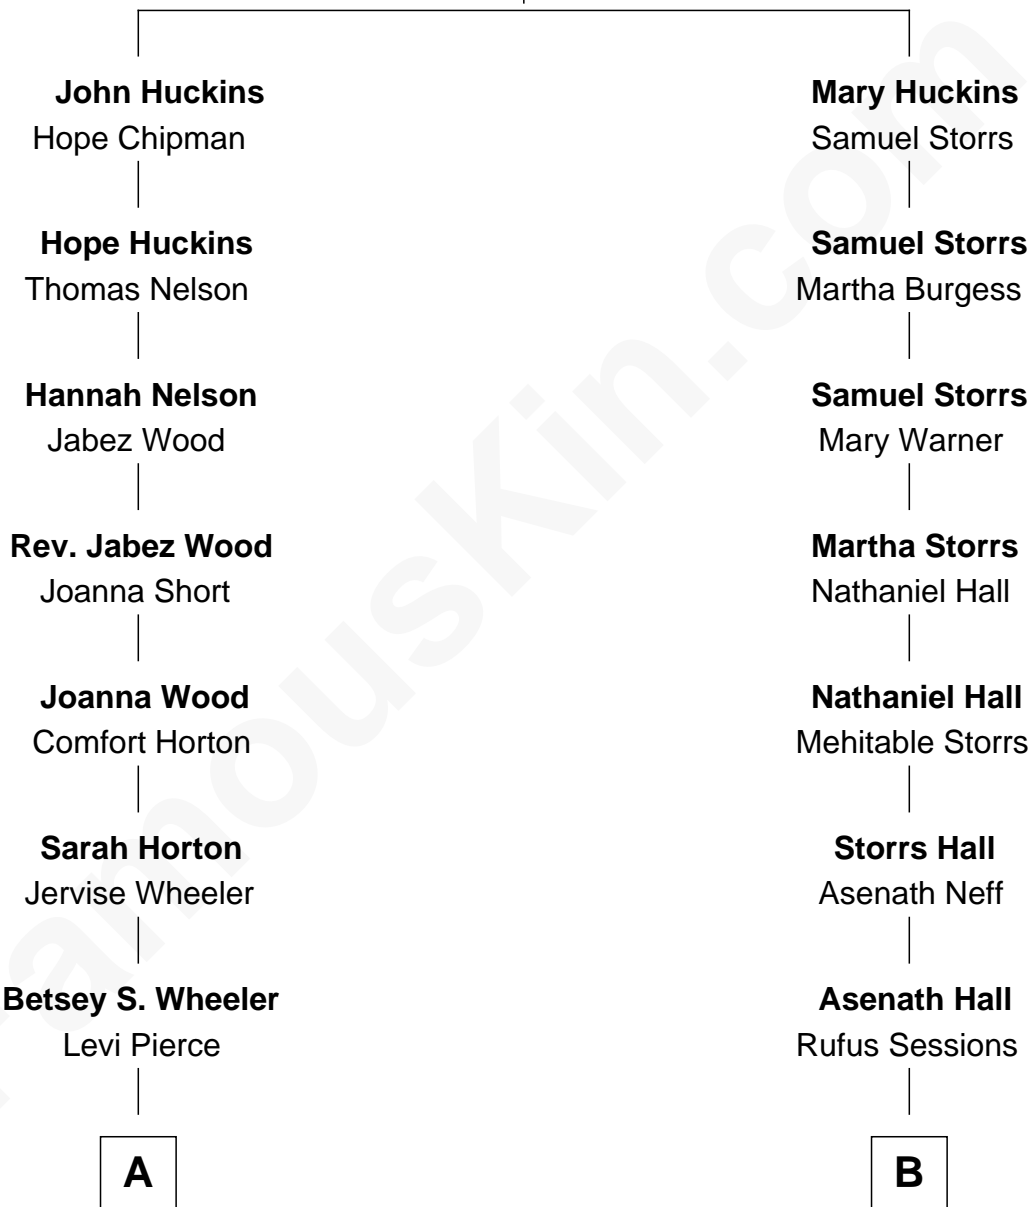 John Huckins
Hope Chipman
Hope Huckins
Thomas Nelson
Hannah Nelson
Jabez Wood
Rev. Jabez Wood
Joanna Short
Joanna Wood
Comfort Horton
Sarah Horton
Jervise Wheeler
Betsey S. Wheeler
Levi Pierce
A
Mary Huckins
Samuel Storrs
Samuel Storrs
Martha Burgess
Samuel Storrs
Mary Warner
Martha Storrs
Nathaniel Hall
Nathaniel Hall
Mehitable Storrs
Storrs Hall
Asenath Neff
Asenath Hall
Rufus Sessions
B
FamousKin.com